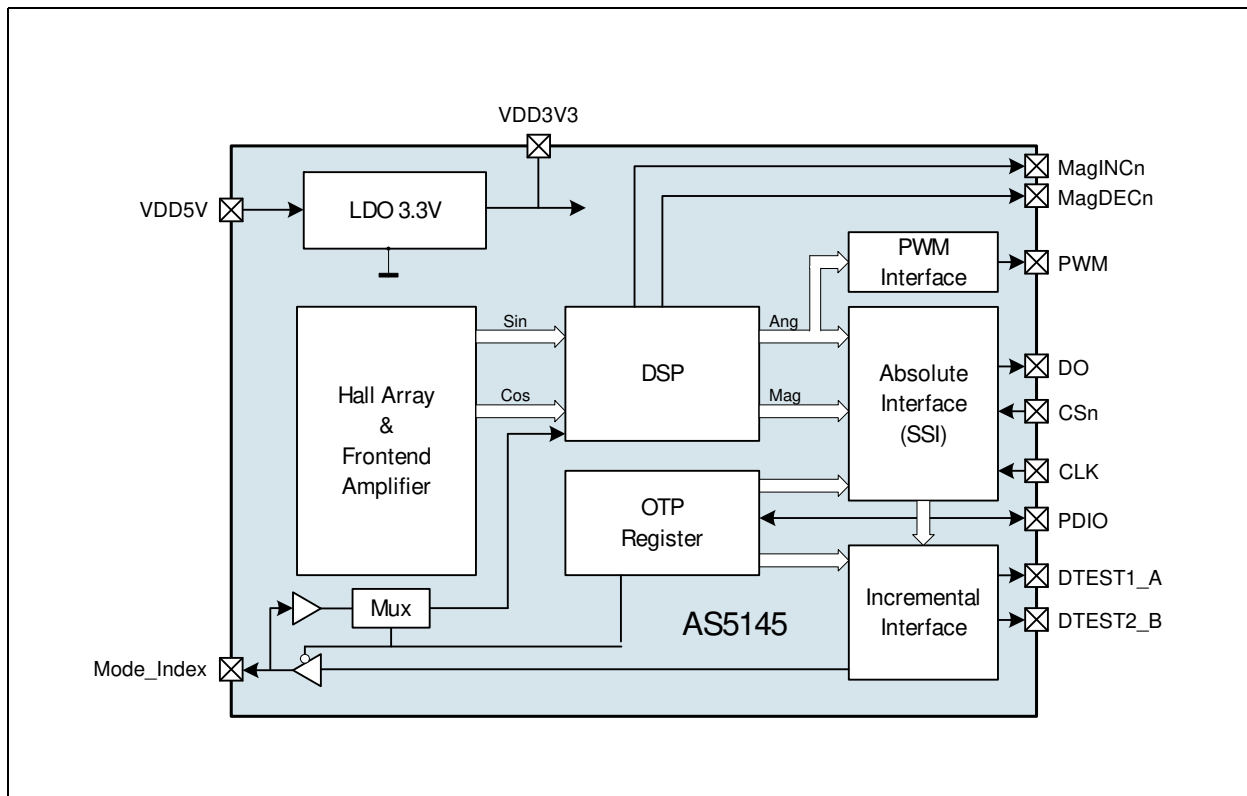 VDD3V3
MagINCn
MagDECn
VDD5V
LDO 3.3V
PWM
Interface
PWM
Sin
Ang
DSP
Cos
Mag
Hall Array
&
Frontend
Amplifier
Absolute
Interface
(SSI)
DO
CSn
CLK
OTP
Register
PDIO
Mux
AS5145
Incremental
Interface
DTEST1_A
DTEST2_B
Mode_Index